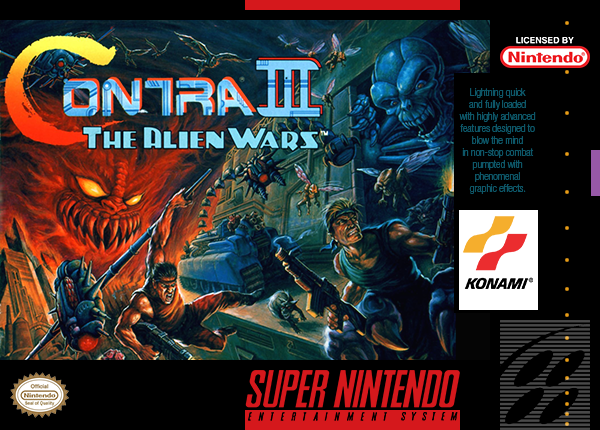 CONTRA III
THE ALIEN WARS™
LICENSED BY
Nintendo®
Lightning quick
and fully loaded
with highly advanced
features designed to
blow the mind
in non-stop combat
pumpted with
phenomenal
graphic effects.
KONAMI®
Official
Nintendo
Seal of Quality
SUPER NINTENDO
ENTERTAINMENT SYSTEM